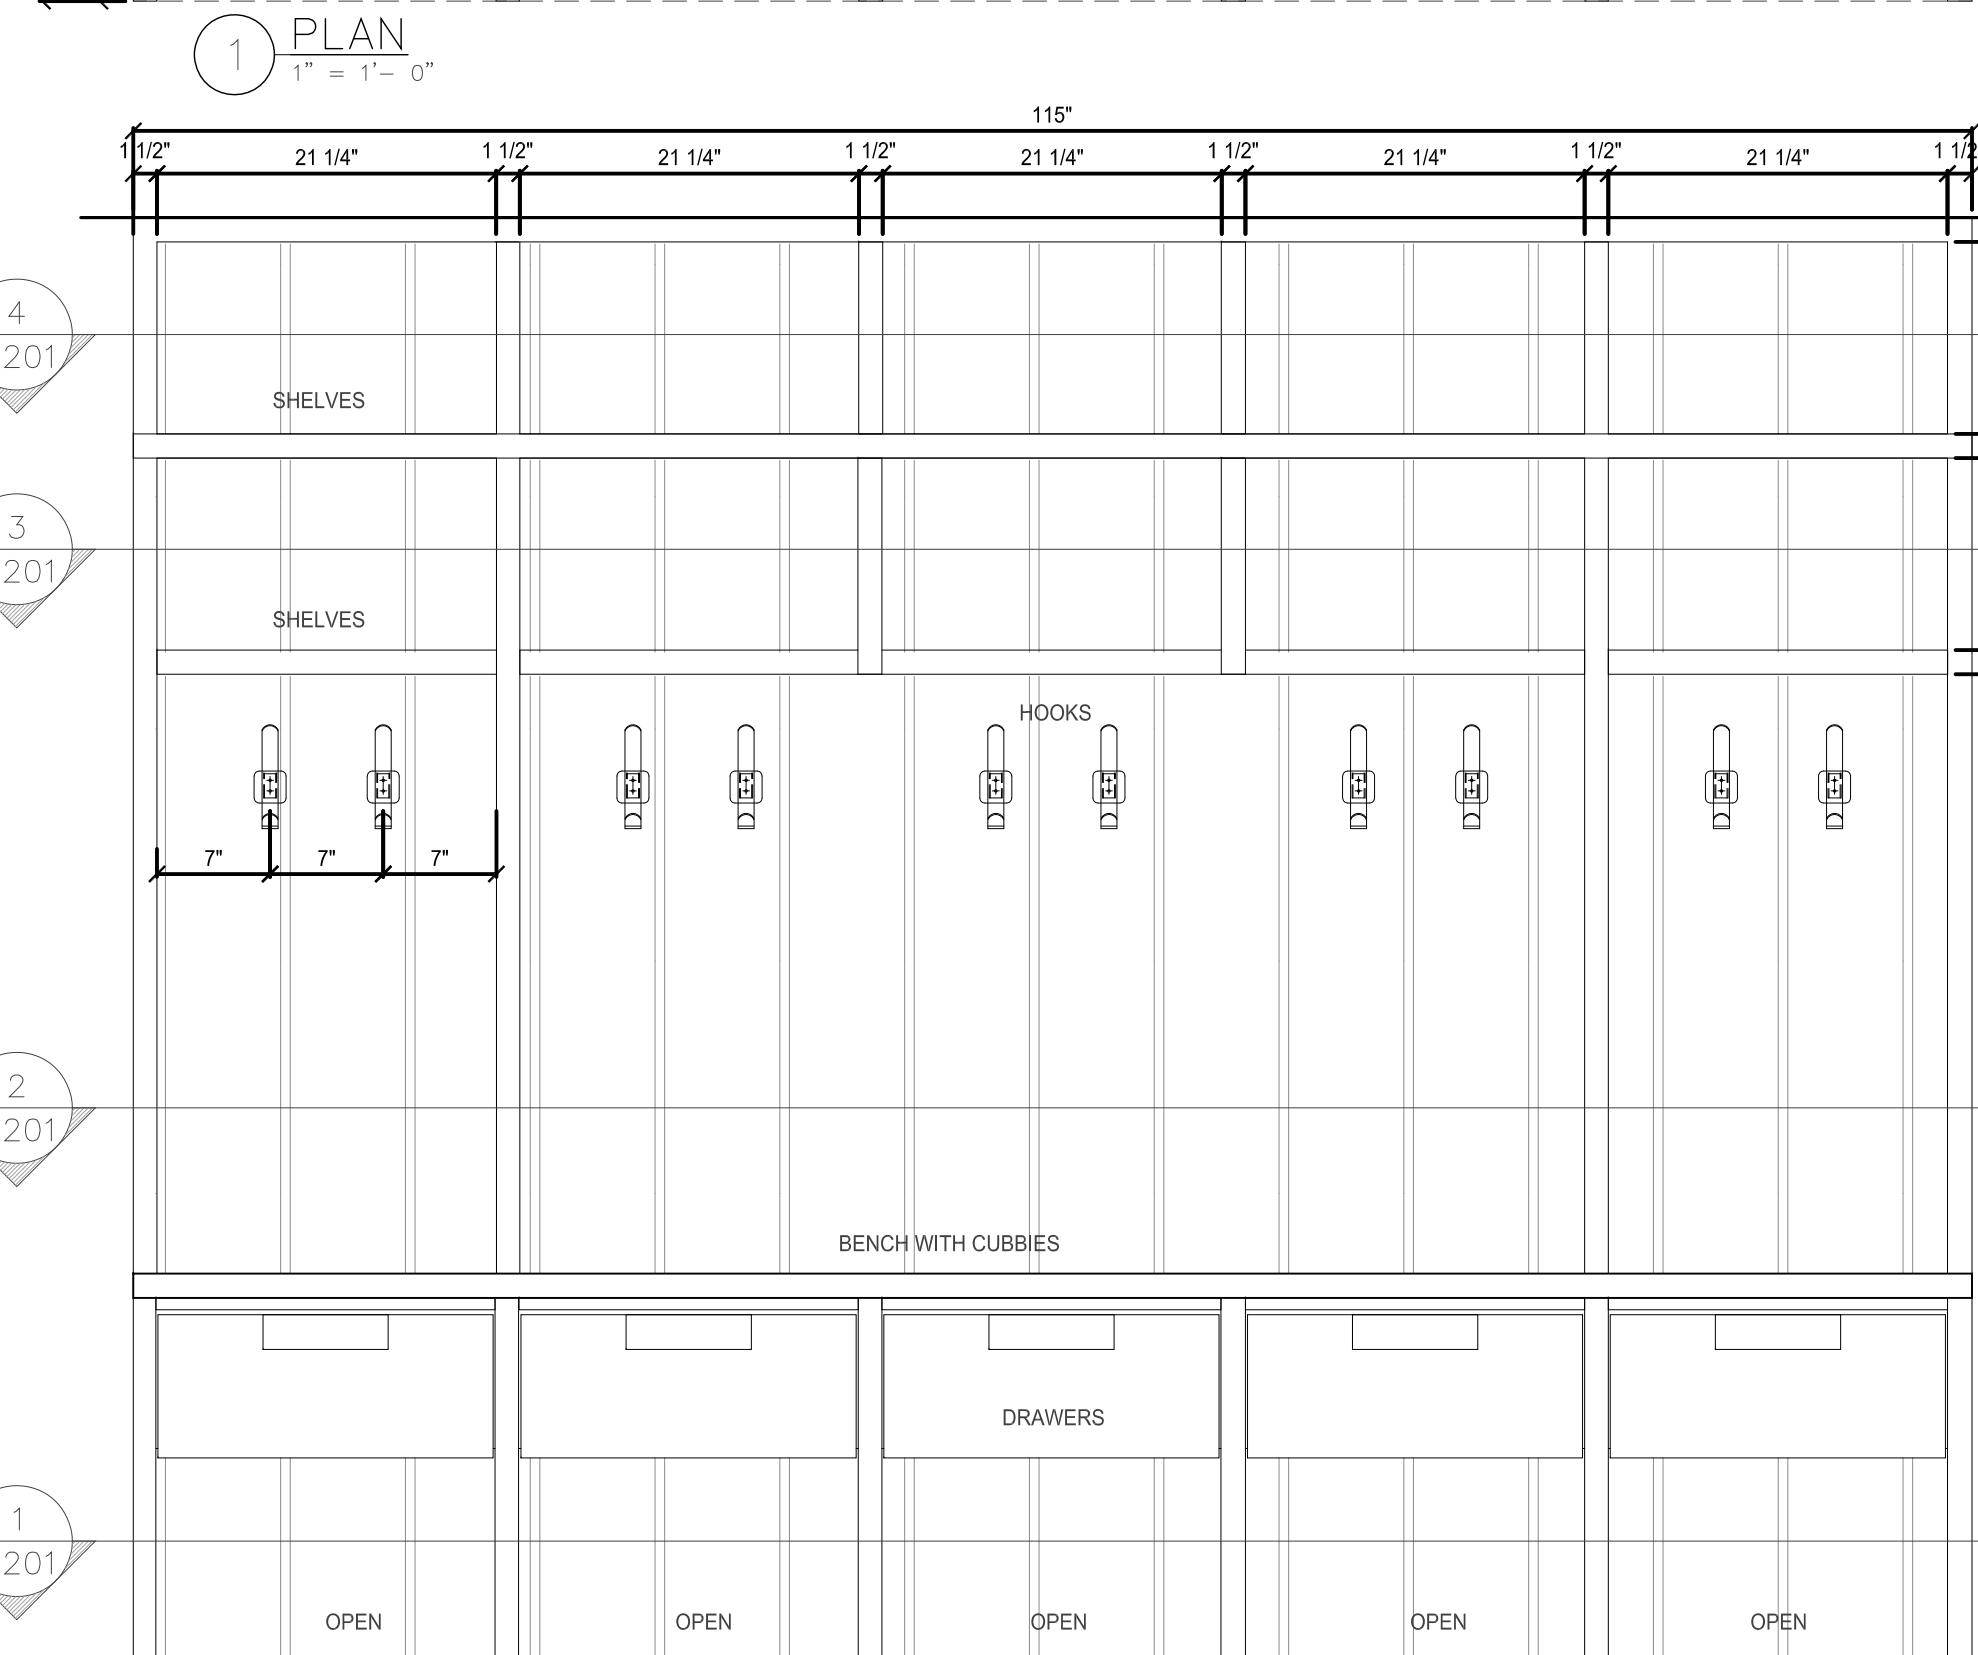 1 PLAN
1" = 1'- 0"
115"
1 1/2" 21 1/4" 1 1/2" 21 1/4" 1 1/2" 21 1/4" 1 1/2" 21 1/4" 1 1/2" 21 1/4" 1 1/2
4
201
SHELVES
3
201
SHELVES
HOOKS
7" 7" 7"
2
201
BENCH WITH CUBBIES
DRAWERS
1
201
OPEN OPEN OPEN OPEN OPEN